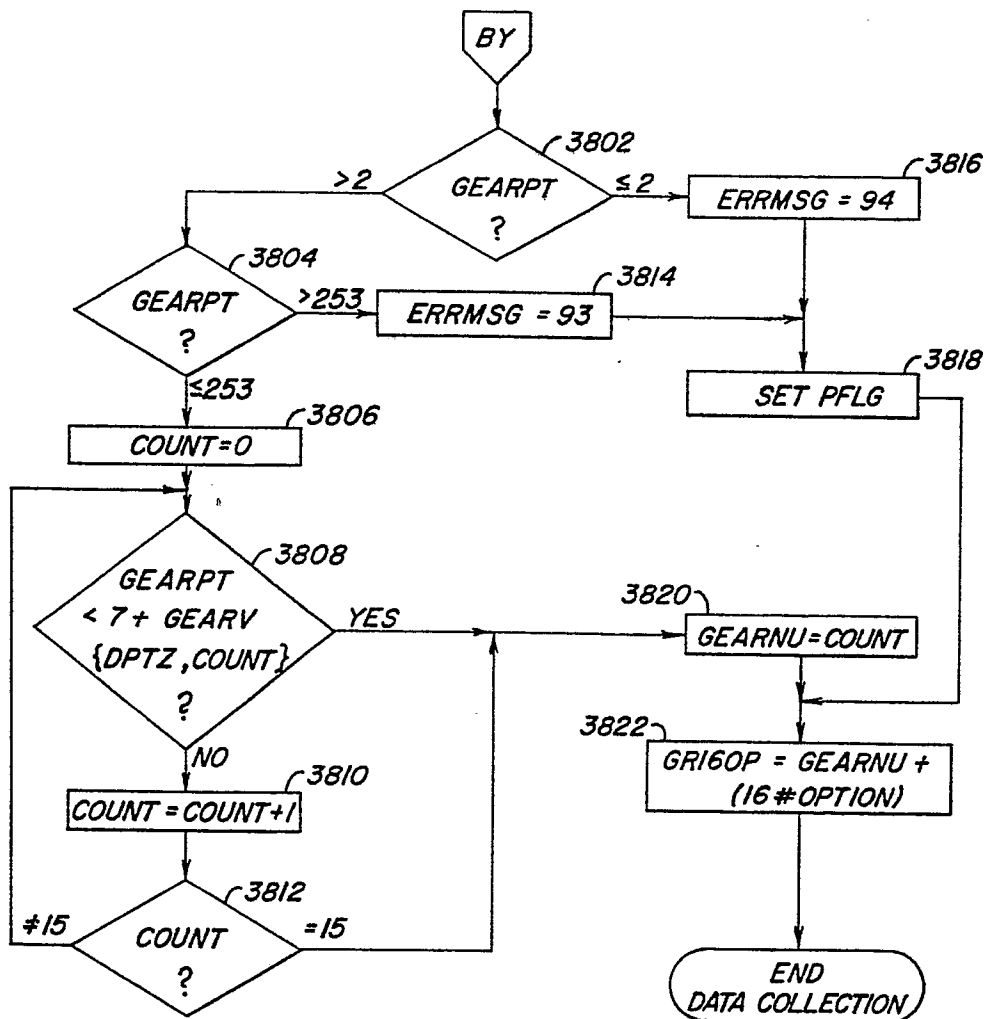 BY
3802
GEARPT
?
>2
≤2
3816
ERRMSG = 94
3804
GEARPT
?
>253
≤253
3814
ERRMSG = 93
3818
SET PFLG
3806
COUNT=0
3808
GEARPT
< 7 + GEARV
{DPTZ,COUNT}
?
YES
NO
3820
GEARNU=COUNT
3810
COUNT=COUNT+1
3822
GR160P = GEARNU +
(16#OPTION)
3812
COUNT
?
≠15
=15
END
DATA COLLECTION